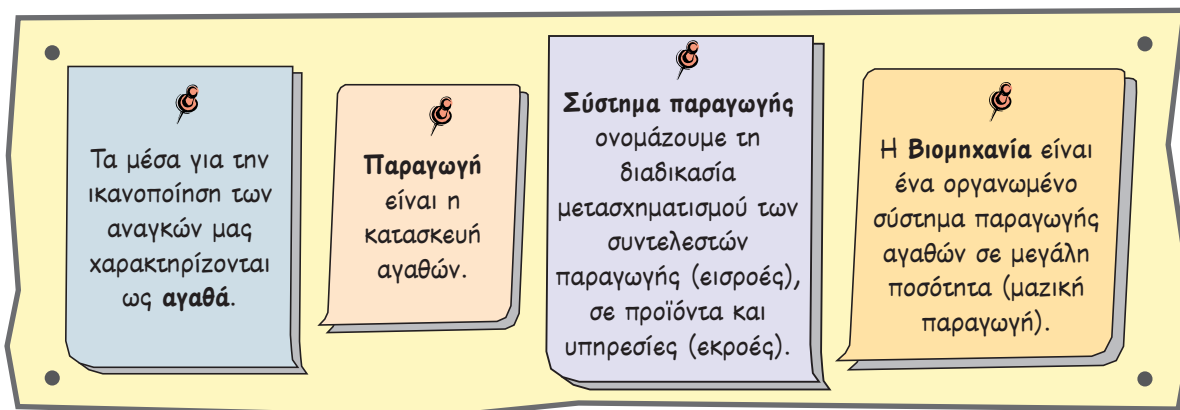 Τα μέσα για την
ικανοποίηση των
αναγκών μας
χαρακτηρίζονται
ως αγαθά.
Παραγωγή
είναι η
κατασκευή
αγαθών.
Σύστημα παραγωγής
ονομάζουμε τη
διαδικασία
μετασχηματισμού των
συντελεστών
παραγωγής (εισροές),
σε προϊόντα και
υπηρεσίες (εκροές).
Η Βιομηχανία είναι
ένα οργανωμένο
σύστημα παραγωγής
αγαθών σε μεγάλη
ποσότητα (μαζική
παραγωγή).